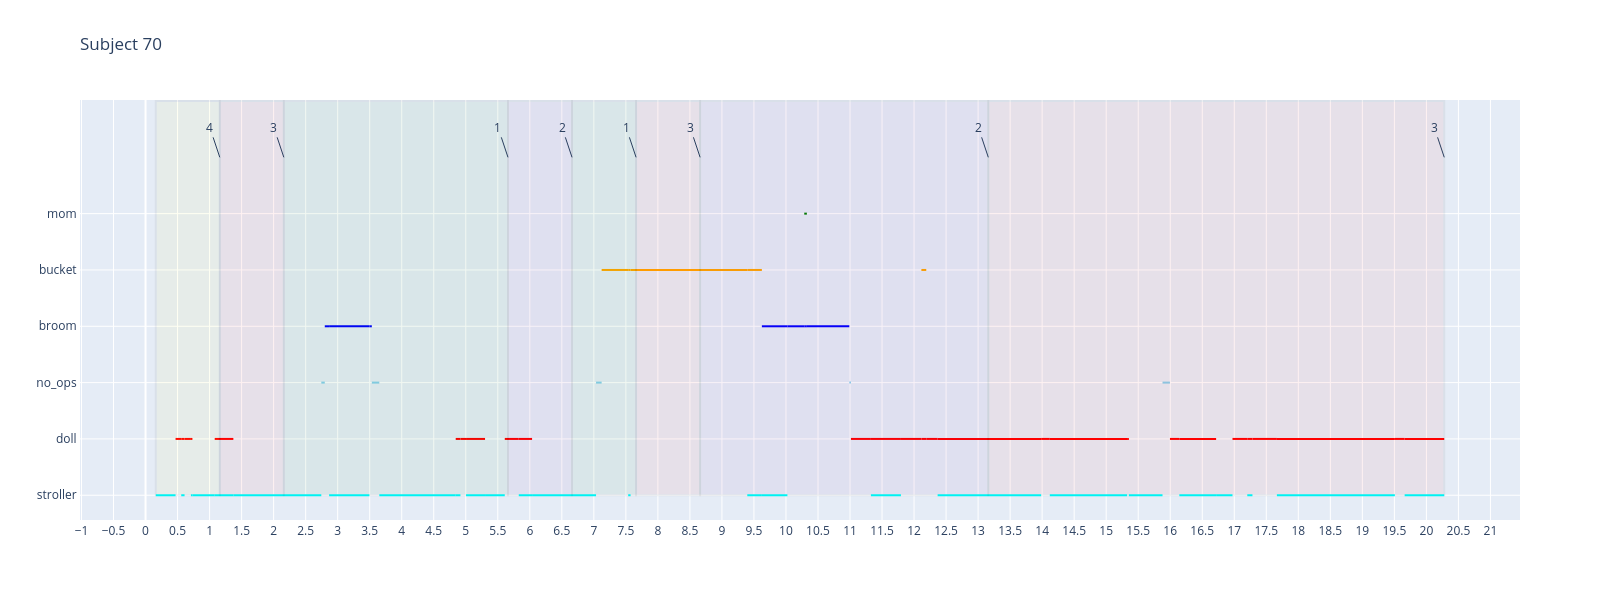 Subject 70
4 3 1 2 1 3 2 3
mom
bucket
broom
no_ops
doll
stroller
−1 −0.5 0 0.5 1 1.5 2 2.5 3 3.5 4 4.5 5 5.5 6 6.5 7 7.5 8 8.5 9 9.5 10 10.5 11 11.5 12 12.5 13 13.5 14 14.5 15 15.5 16 16.5 17 17.5 18 18.5 19 19.5 20 20.5 21